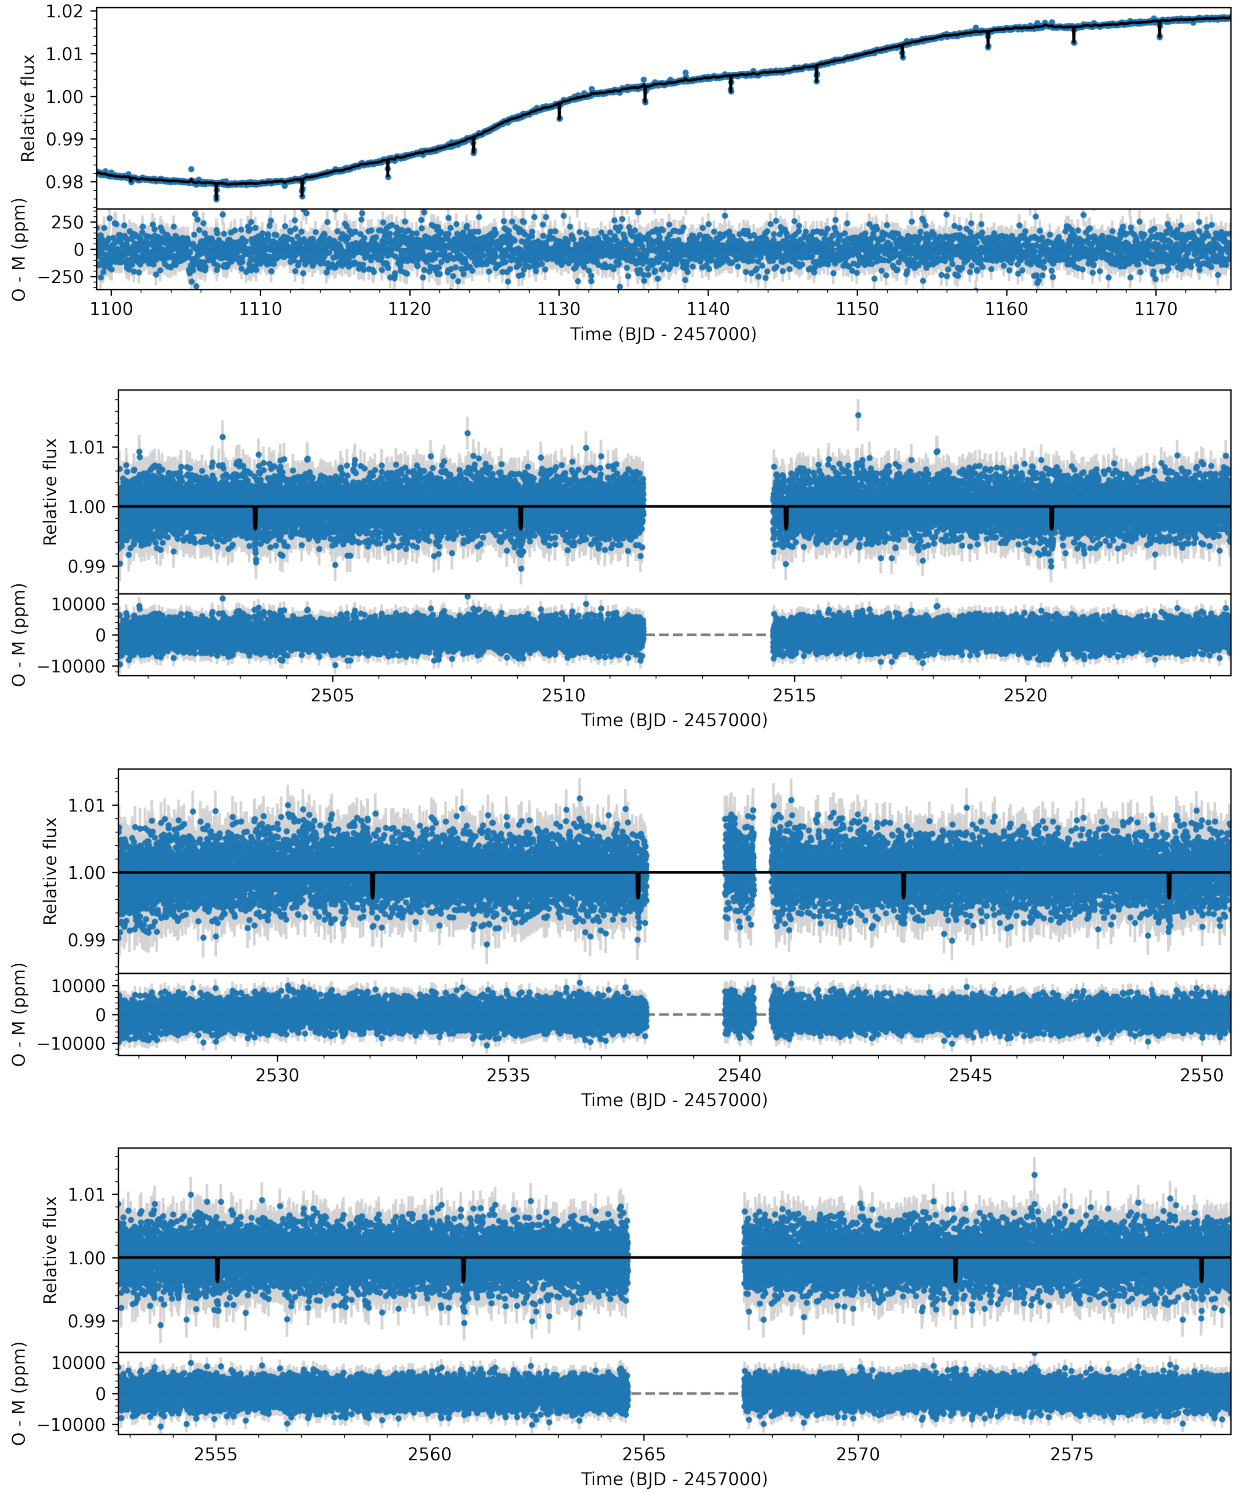 1.02
1.01
1.00
0.99
0.98
Relative flux
250
0
−250
O - M (ppm)
1100 1110 1120 1130 1140 1150 1160 1170
Time (BJD - 2457000)
1.01
1.00
0.99
Relative flux
10000
0
−10000
O - M (ppm)
2505 2510 2515 2520
Time (BJD - 2457000)
1.01
1.00
0.99
Relative flux
10000
0
−10000
O - M (ppm)
2530 2535 2540 2545 2550
Time (BJD - 2457000)
1.01
1.00
0.99
Relative flux
10000
0
−10000
O - M (ppm)
2555 2560 2565 2570 2575
Time (BJD - 2457000)